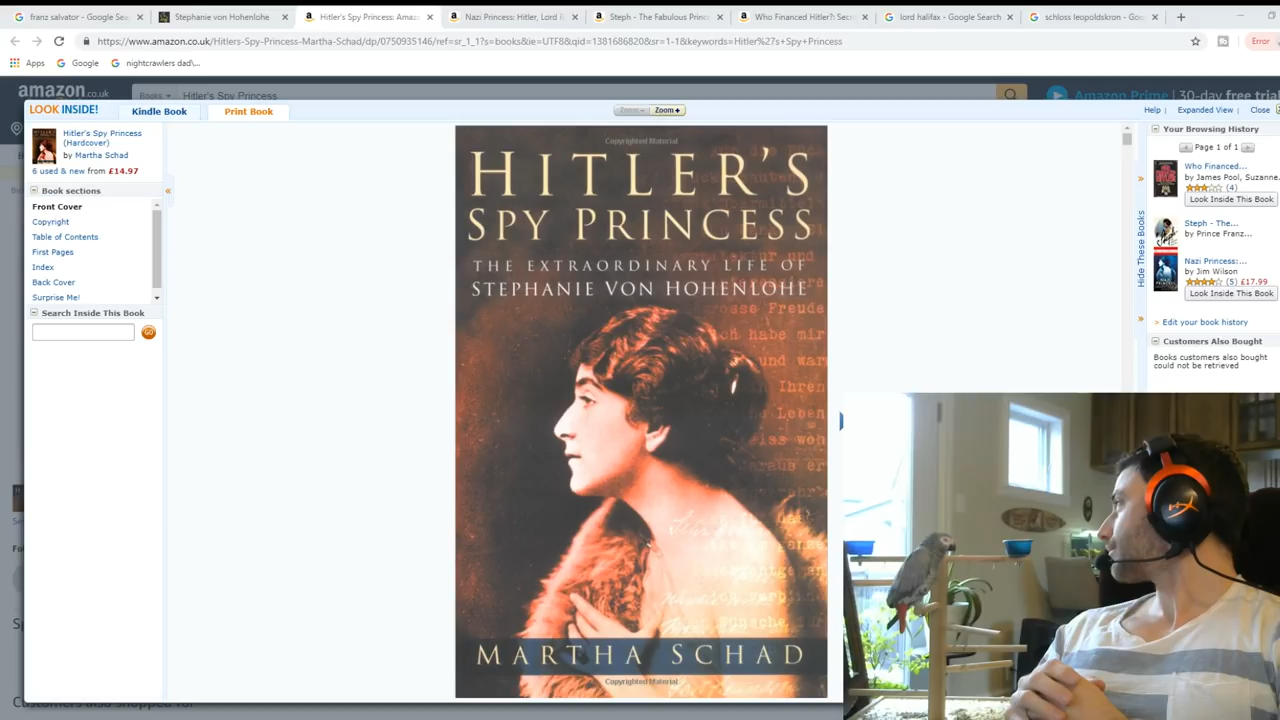 franz salvator - Google Sea
Stephanie von Hohenlohe
Hitler's Spy Princess: Amaz
Nazi Princess: Hitler, Lord R
Steph - The Fabulous Princ
Who Financed Hitler?: Secr
lord halifax - Google Search
schloss leopoldskron - Goo
https://www.amazon.co.uk/Hitlers-Spy-Princess-Martha-Schad/dp/0750935146/ref=sr_1_1?s=books&ie=UTF8&qid=1381686820&sr=1-1&keywords=Hitler%27s+Spy+Princess
Error
Apps
Google
nightcrawlers dad\...
amazon.co.uk
Books
Hitler's Spy Princess
Amazon Prime | 30-day free trial
LOOK INSIDE!
Kindle Book
Print Book
Zoom -
Zoom +
Help |
Expanded View |
Close
Hitler's Spy Princess
(Hardcover)
by Martha Schad
6 used & new from £14.97
Book sections
Front Cover
Copyright
Table of Contents
First Pages
Index
Back Cover
Surprise Me!
Search Inside This Book
GO
Copyrighted Material
HITLER'S
SPY PRINCESS
THE EXTRAORDINARY LIFE OF
STEPHANIE VON HOHENLOHE
MARTHA SCHAD
Copyrighted Material
Hide These Books
Your Browsing History
Page 1 of 1
Who Financed...
by James Pool, Suzanne.
(4)
Look Inside This Book
Steph - The...
by Prince Franz...
Nazi Princess:...
by Jim Wilson
(5) £17.99
Look Inside This Book
> Edit your book history
Customers Also Bought
Books customers also bought
could not be retrieved
Customers also shopped for